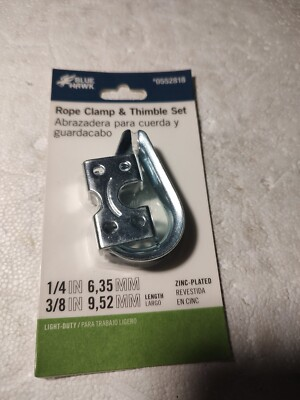 BLUE
HAWK
#0552818
Rope Clamp & Thimble Set
Abrazadera para cuerda y
guardacabo
1/4 IN 6,35 MM
3/8 IN 9,52 MM
LENGTH
LARGO
ZINC-PLATED
REVESTIDA
EN CINC
LIGHT-DUTY / PARA TRABAJO LIGERO